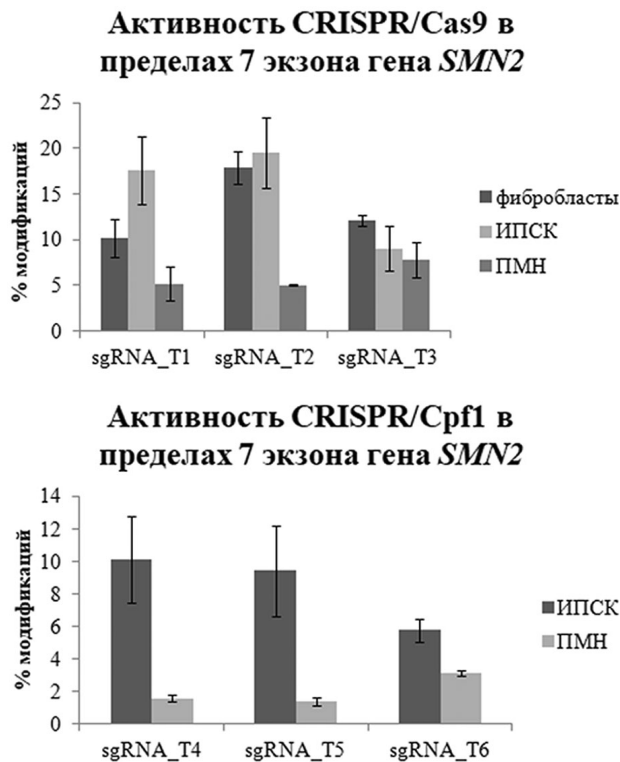 Активность CRISPR/Cas9 в
пределах 7 экзона гена SMN2
% модификаций
25
20
15
10
5
0
sgRNA_T1 sgRNA_T2 sgRNA_T3
фибробласты
ИПСК
ПМН
Активность CRISPR/Cpf1 в
пределах 7 экзона гена SMN2
% модификаций
14
12
10
8
6
4
2
0
sgRNA_T4 sgRNA_T5 sgRNA_T6
ИПСК
ПМН